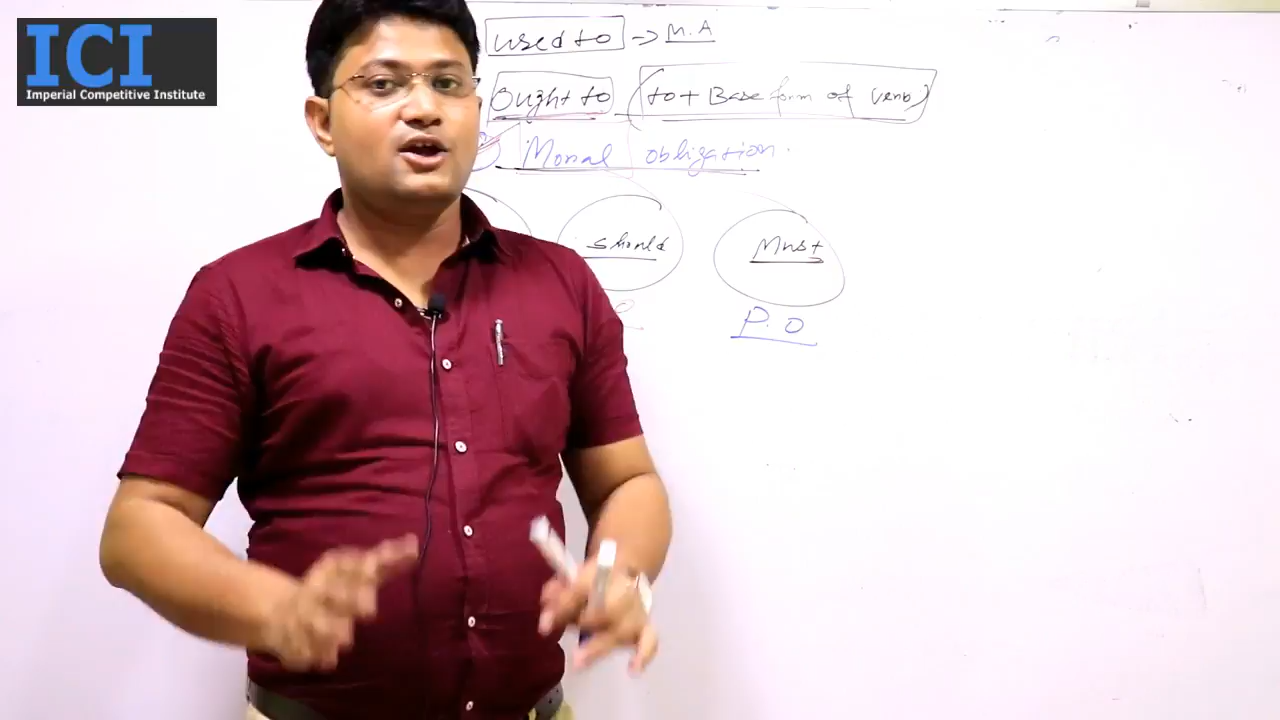 ICI
Imperial Competitive Institute
used to → M.A
Ought to (to + Base form of verb)
Moral obligation.
should
Must
P.O